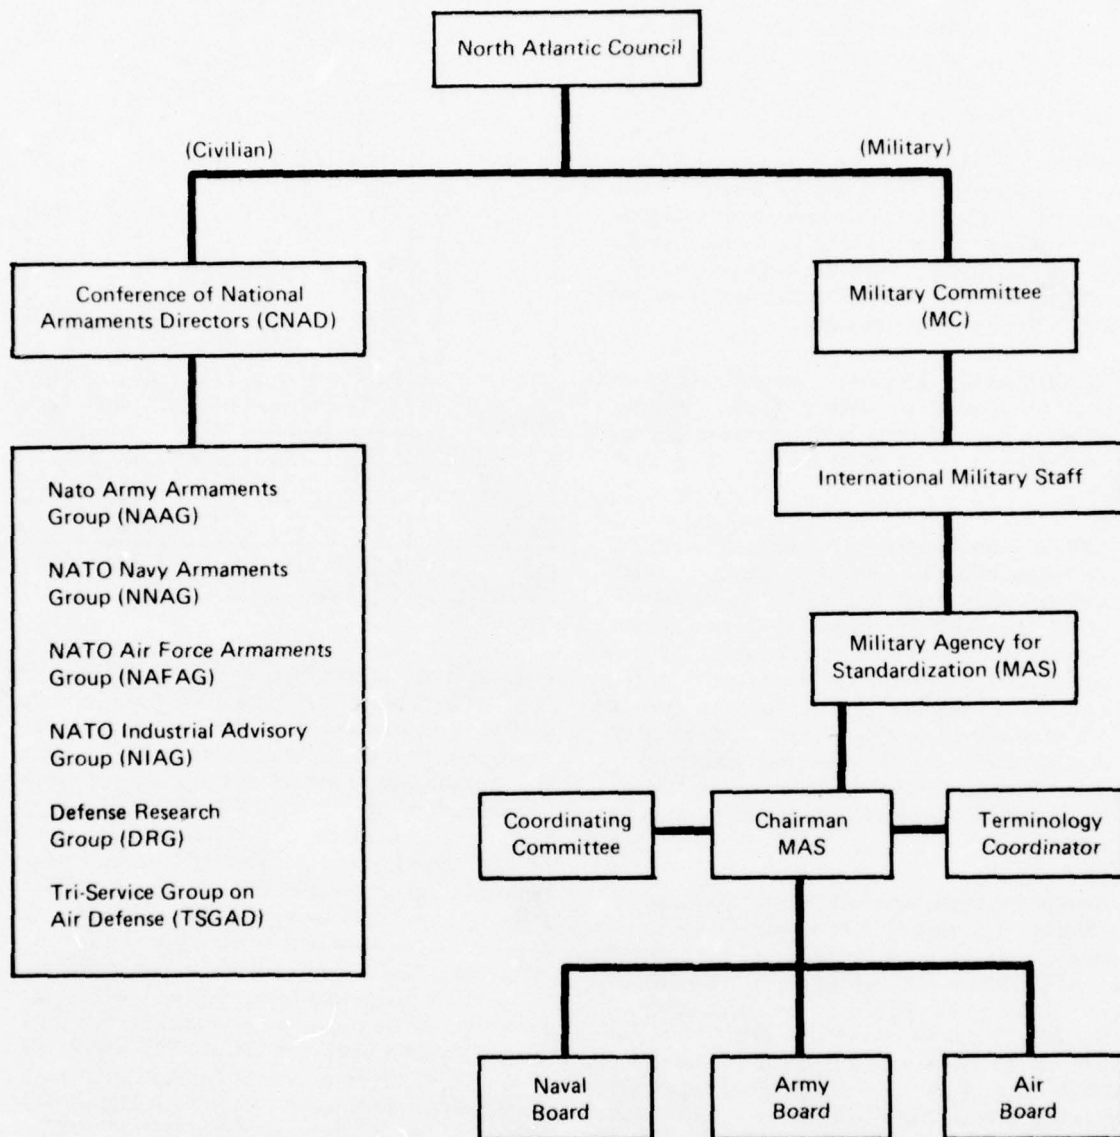 North Atlantic Council
(Civilian)
(Military)
Conference of National
Armaments Directors (CNAD)
Military Committee
(MC)
Nato Army Armaments
Group (NAAG)
NATO Navy Armaments
Group (NNAG)
NATO Air Force Armaments
Group (NAFAG)
NATO Industrial Advisory
Group (NIAG)
Defense Research
Group (DRG)
Tri-Service Group on
Air Defense (TSGAD)
International Military Staff
Military Agency for
Standardization (MAS)
Coordinating
Committee
Chairman
MAS
Terminology
Coordinator
Naval
Board
Army
Board
Air
Board